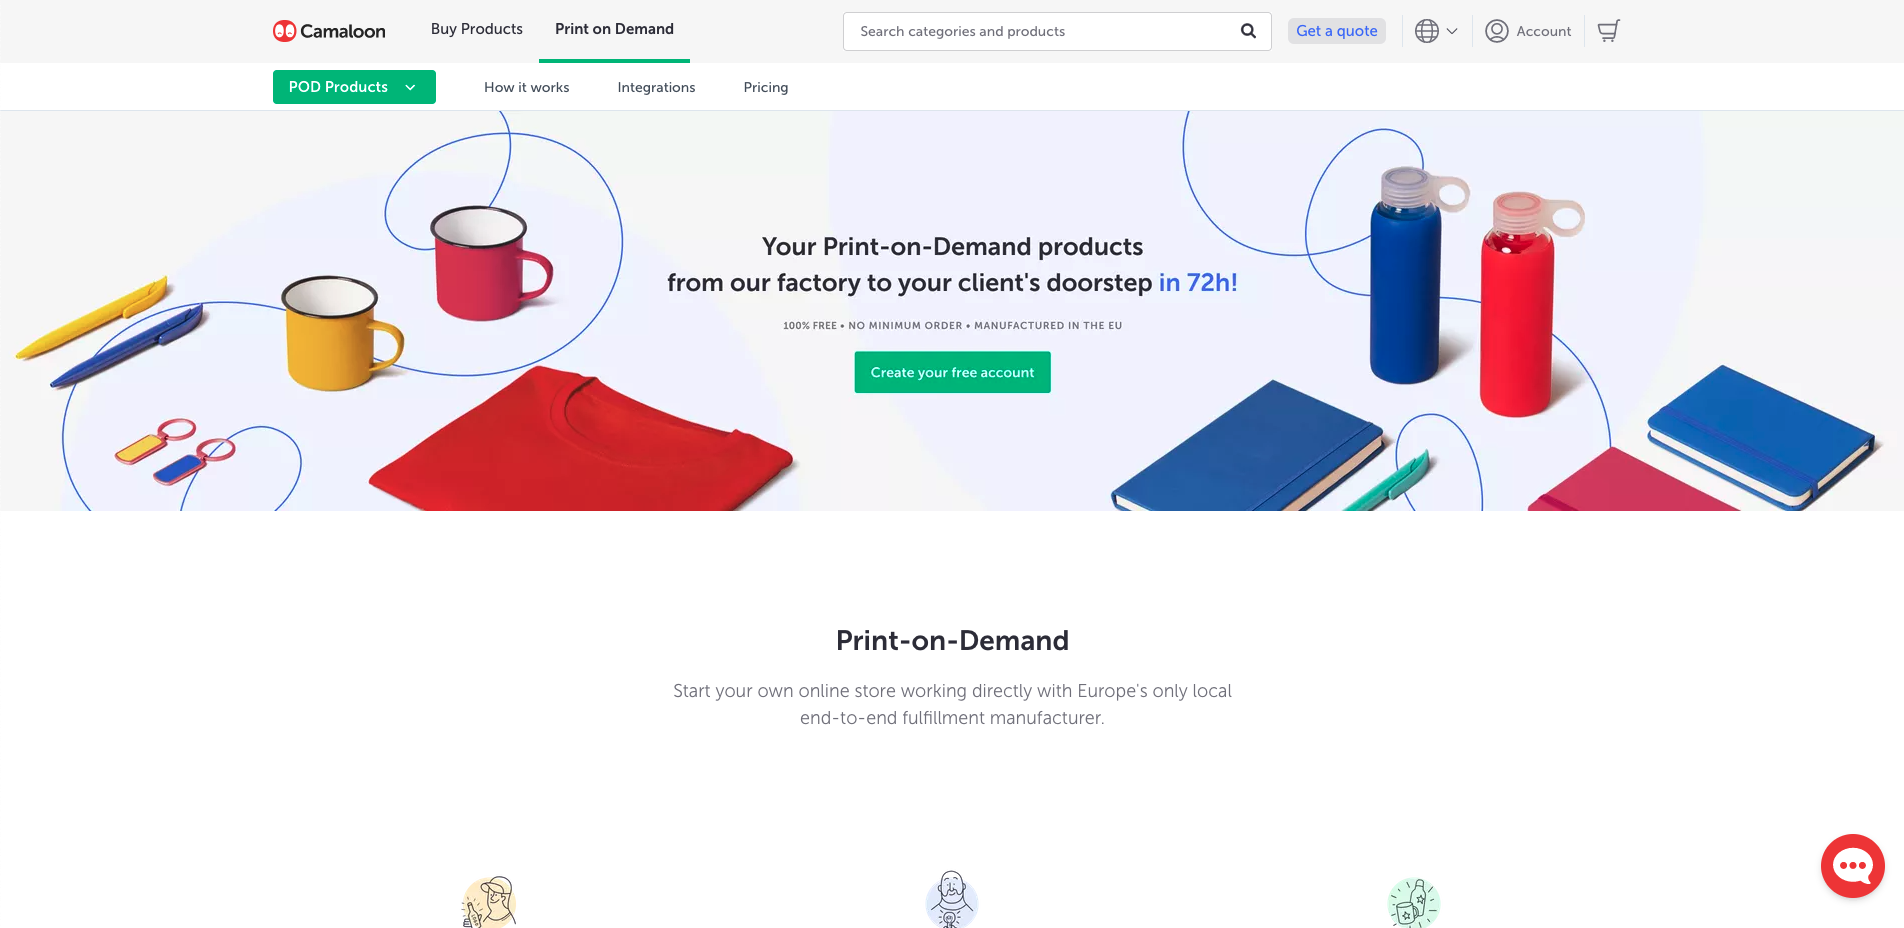 Camaloon
Buy Products
Print on Demand
Search categories and products
Get a quote
Account
POD Products
How it works
Integrations
Pricing
Your Print-on-Demand products
from our factory to your client's doorstep in 72h!
100% FREE • NO MINIMUM ORDER • MANUFACTURED IN THE EU
Create your free account
Print-on-Demand
Start your own online store working directly with Europe's only local
end-to-end fulfillment manufacturer.